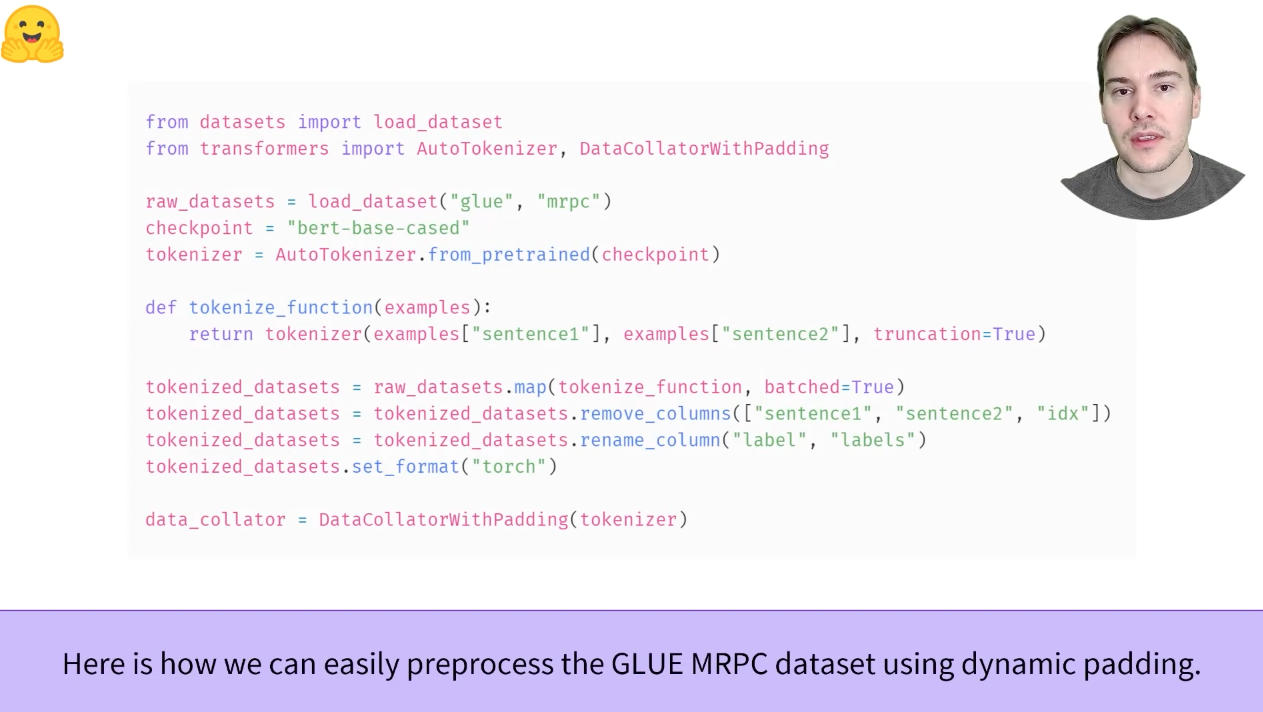 from datasets import load_dataset
from transformers import AutoTokenizer, DataCollatorWithPadding
raw_datasets = load_dataset("glue", "mrpc")
checkpoint = "bert-base-cased"
tokenizer = AutoTokenizer.from_pretrained(checkpoint)
def tokenize_function(examples):
    return tokenizer(examples["sentence1"], examples["sentence2"], truncation=True)
tokenized_datasets = raw_datasets.map(tokenize_function, batched=True)
tokenized_datasets = tokenized_datasets.remove_columns(["sentence1", "sentence2", "idx"])
tokenized_datasets = tokenized_datasets.rename_column("label", "labels")
tokenized_datasets.set_format("torch")
data_collator = DataCollatorWithPadding(tokenizer)
Here is how we can easily preprocess the GLUE MRPC dataset using dynamic padding.